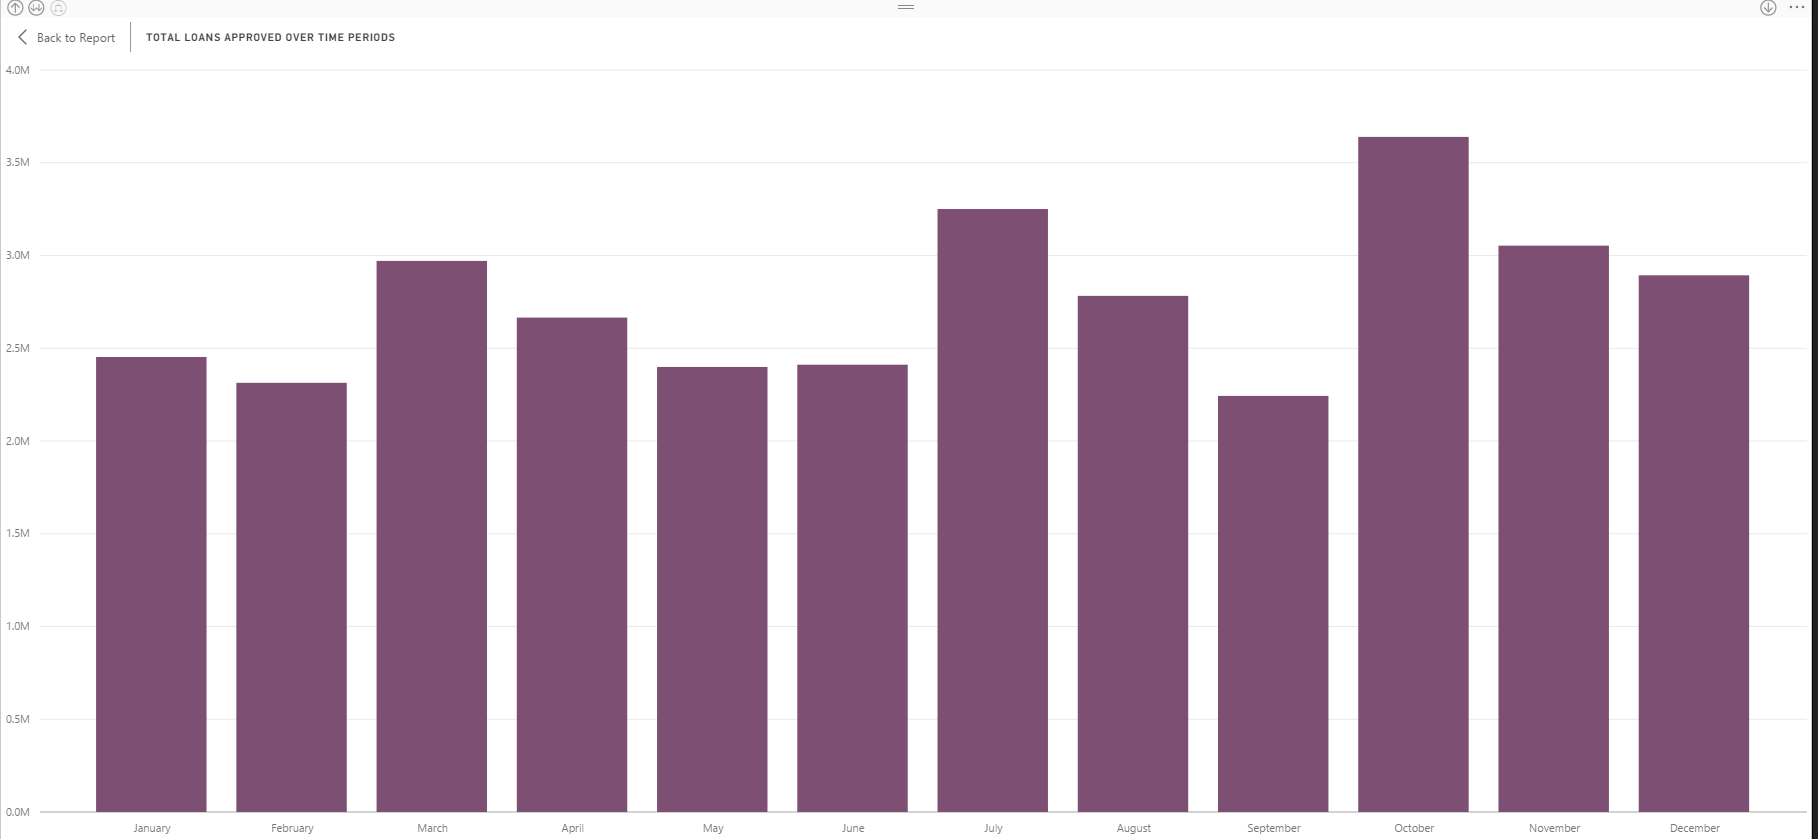 Back to Report
TOTAL LOANS APPROVED OVER TIME PERIODS
4.0M
3.5M
3.0M
2.5M
2.0M
1.5M
1.0M
0.5M
0.0M
January February March April May June July August September October November December